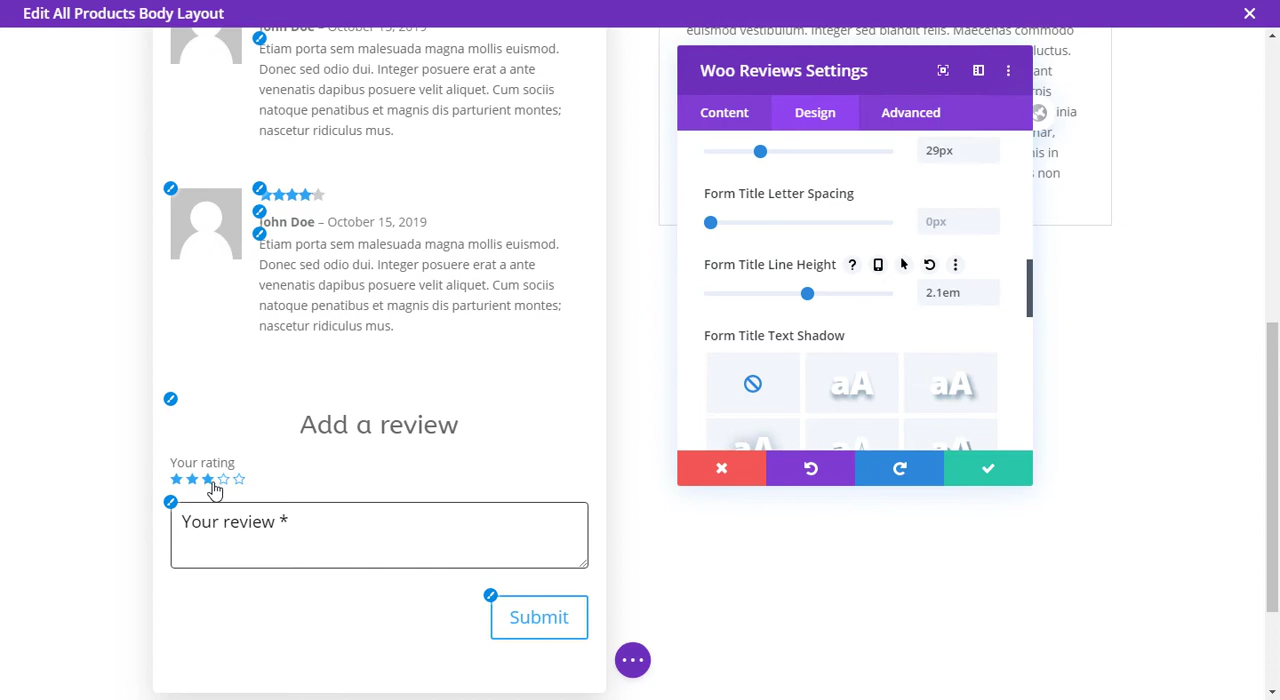 Edit All Products Body Layout
John Doe – October 15, 2019
Etiam porta sem malesuada magna mollis euismod.
Donec sed odio dui. Integer posuere erat a ante
venenatis dapibus posuere velit aliquet. Cum sociis
natoque penatibus et magnis dis parturient montes;
nascetur ridiculus mus.
John Doe – October 15, 2019
Etiam porta sem malesuada magna mollis euismod.
Donec sed odio dui. Integer posuere erat a ante
venenatis dapibus posuere velit aliquet. Cum sociis
natoque penatibus et magnis dis parturient montes;
nascetur ridiculus mus.
Add a review
Your rating
Your review *
Submit
euismod vestibulum. Integer sed blandit felis. Maecenas commodo
luctus.
Woo Reviews Settings
Content Design Advanced
29px
Form Title Letter Spacing
0px
Form Title Line Height ?
2.1em
Form Title Text Shadow
aA aA
aA aA aA
non